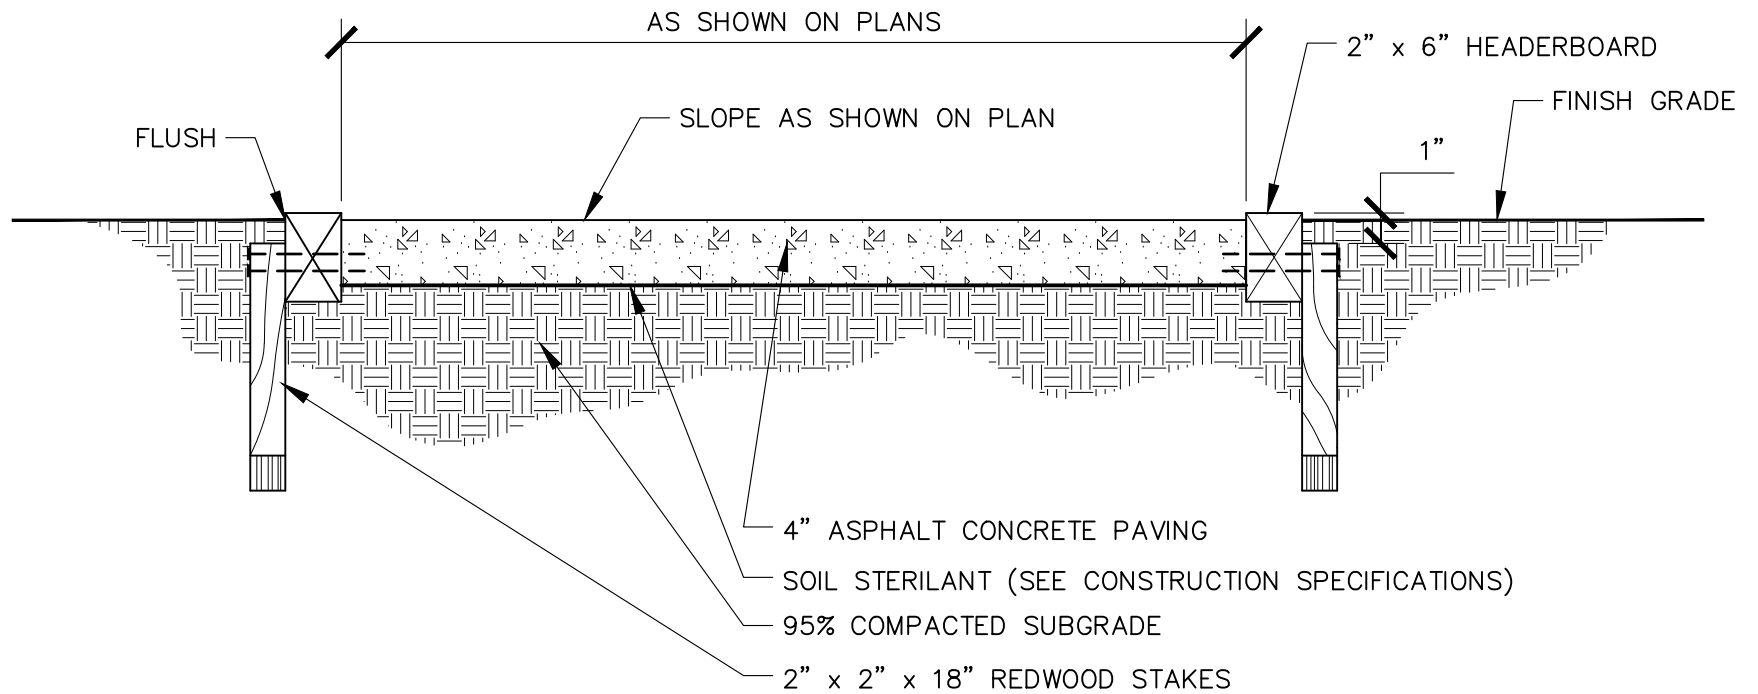 AS SHOWN ON PLANS
2” x 6” HEADERBOARD
FINISH GRADE
SLOPE AS SHOWN ON PLAN
FLUSH
1”
4” ASPHALT CONCRETE PAVING
SOIL STERILANT (SEE CONSTRUCTION SPECIFICATIONS)
95% COMPACTED SUBGRADE
2” x 2” x 18” REDWOOD STAKES